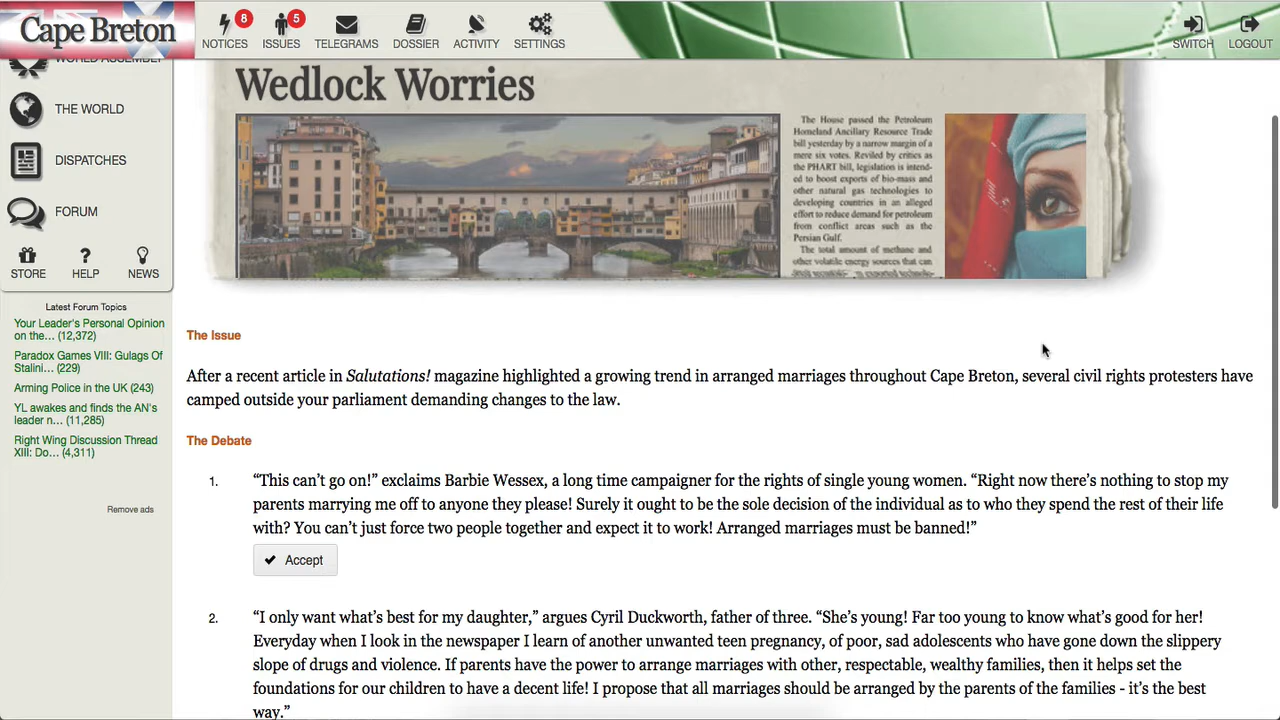 Cape Breton
8
5
NOTICES
ISSUES
TELEGRAMS
DOSSIER
ACTIVITY
SETTINGS
SWITCH
LOGOUT
WORLD ASSEMBLY
THE WORLD
DISPATCHES
FORUM
STORE
HELP
NEWS
Latest Forum Topics
Your Leader's Personal Opinion
on the... (12,372)
Paradox Games VIII: Gulags Of
Stalini... (229)
Arming Police in the UK (243)
YL awakes and finds the AN's
leader n... (11,285)
Right Wing Discussion Thread
XIII: Do... (4,311)
Remove ads
Wedlock Worries
The House passed the Petroleum
Homeland Ancillary Resource Trade
bill yesterday by a narrow margin of a
mere six votes. Reviled by critics as
the PHART bill, legislation is intend-
ed to boost exports of bio-mass and
other natural gas technologies to
developing countries in an alleged
effort to reduce demand for petroleum
from conflict areas such as the
Persian Gulf.
The total amount of methane and
other volatile energy sources that can
The Issue
After a recent article in Salutations! magazine highlighted a growing trend in arranged marriages throughout Cape Breton, several civil rights protesters have
camped outside your parliament demanding changes to the law.
The Debate
1. “This can’t go on!” exclaims Barbie Wessex, a long time campaigner for the rights of single young women. “Right now there’s nothing to stop my
parents marrying me off to anyone they please! Surely it ought to be the sole decision of the individual as to who they spend the rest of their life
with? You can’t just force two people together and expect it to work! Arranged marriages must be banned!”
Accept
2. “I only want what’s best for my daughter,” argues Cyril Duckworth, father of three. “She’s young! Far too young to know what’s good for her!
Everyday when I look in the newspaper I learn of another unwanted teen pregnancy, of poor, sad adolescents who have gone down the slippery
slope of drugs and violence. If parents have the power to arrange marriages with other, respectable, wealthy families, then it helps set the
foundations for our children to have a decent life! I propose that all marriages should be arranged by the parents of the families - it’s the best
way.”